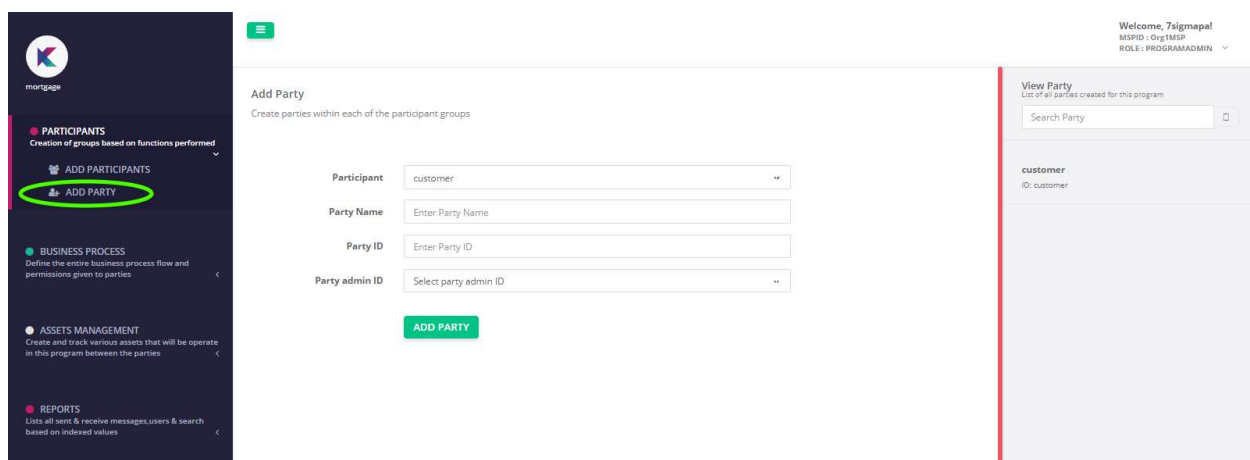 mortgage
PARTICIPANTS
Creation of groups based on functions performed
ADD PARTICIPANTS
ADD PARTY
BUSINESS PROCESS
Define the entire business process flow and
permissions given to parties
ASSETS MANAGEMENT
Create and track various assets that will be operate
in this program between the parties
REPORTS
Lists all sent & receive messages,users & search
based on indexed values
Welcome, 7sigmapa!
MSPID : Org1MSP
ROLE : PROGRAMADMIN
Add Party
Create parties within each of the participant groups
Participant customer
Party Name Enter Party Name
Party ID Enter Party ID
Party admin ID Select party admin ID
ADD PARTY
View Party
List of all parties created for this program
Search Party
customer
ID: customer